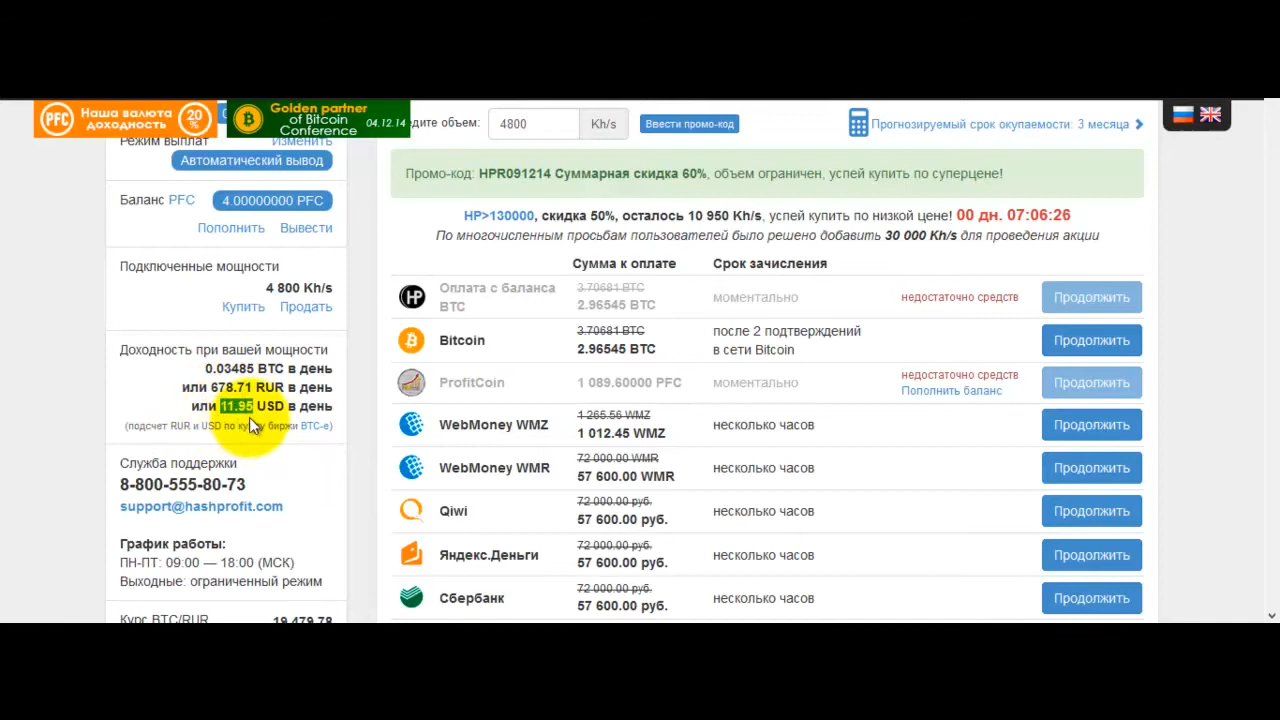 PFC Наша валюта доходность 20 %
Golden partner of Bitcoin Conference 04.12.14
едите объем: 4800 Kh/s Ввести промо-код Прогнозируемый срок окупаемости: 3 месяца
Режим выплат Изменить
Автоматический вывод
Баланс PFC 4.00000000 PFC
Пополнить Вывести
Подключенные мощности
4 800 Kh/s
Купить Продать
Доходность при вашей мощности
0.03485 BTC в день
или 678.71 RUR в день
или 11.95 USD в день
(подсчет RUR и USD по курсу биржи BTC-e)
Служба поддержки
8-800-555-80-73
support@hashprofit.com
График работы:
ПН-ПТ: 09:00 — 18:00 (МСК)
Выходные: ограниченный режим
Курс BTC/RUR 19 479.78
Промо-код: HPR091214 Суммарная скидка 60%, объем ограничен, успей купить по суперцене!
HP>130000, скидка 50%, осталось 10 950 Kh/s, успей купить по низкой цене! 00 дн. 07:06:26
По многочисленным просьбам пользователей было решено добавить 30 000 Kh/s для проведения акции
Сумма к оплате Срок зачисления
HP Оплата с баланса BTC 3.70681 BTC 2.96545 BTC моментально недостаточно средств Продолжить
Bitcoin 3.70681 BTC 2.96545 BTC после 2 подтверждений в сети Bitcoin Продолжить
ProfitCoin 1 089.60000 PFC моментально недостаточно средств Пополнить баланс Продолжить
WebMoney WMZ 1 265.56 WMZ 1 012.45 WMZ несколько часов Продолжить
WebMoney WMR 72 000.00 WMR 57 600.00 WMR несколько часов Продолжить
Qiwi 72 000.00 руб. 57 600.00 руб. несколько часов Продолжить
Яндекс.Деньги 72 000.00 руб. 57 600.00 руб. несколько часов Продолжить
Сбербанк 72 000.00 руб. 57 600.00 руб. несколько часов Продолжить